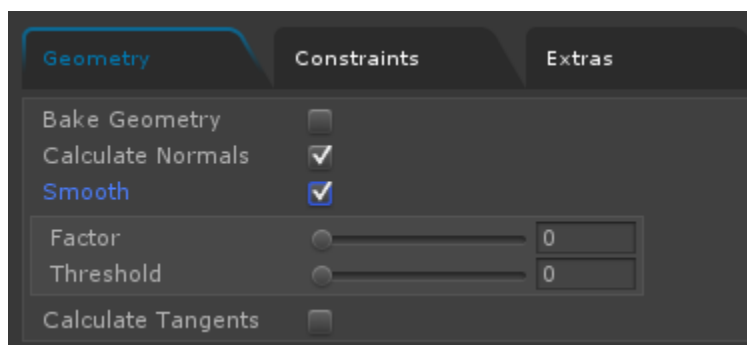 Geometry Constraints Extras
Bake Geometry
Calculate Normals
Smooth
Factor 0
Threshold 0
Calculate Tangents